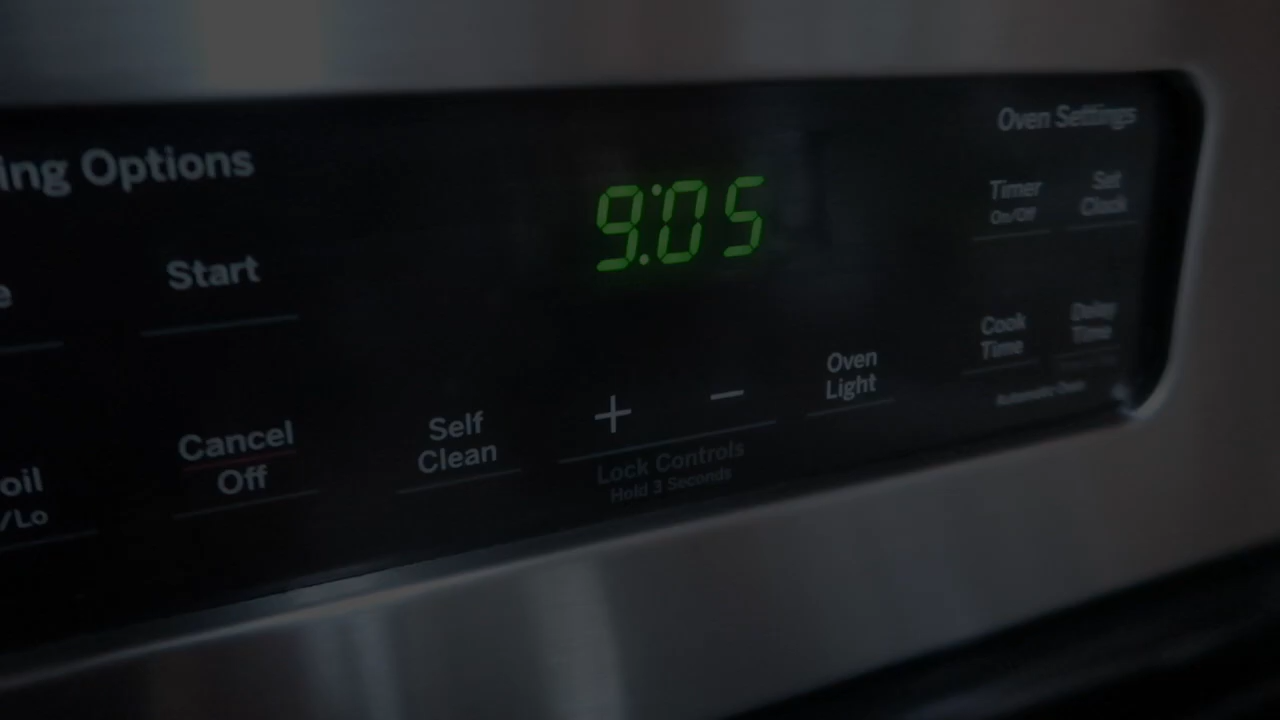 ing Options
9:05
Oven Settings
Start
Timer
On/Off
Set
Clock
e
Cancel
Off
Self
Clean
+ −
Lock Controls
Hold 3 Seconds
Oven
Light
Cook
Time
Delay
Time
oil
/Lo